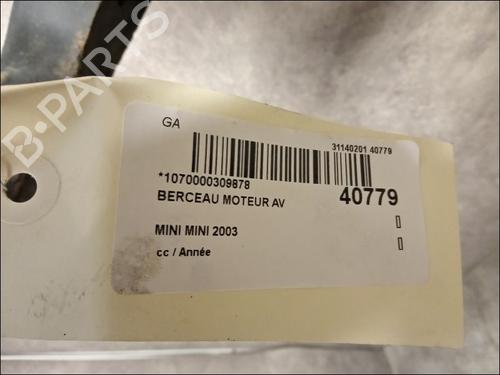 B-PARTS
GA
31140201 40779
*1070000309878
40779
BERCEAU MOTEUR AV
MINI MINI 2003
cc / Année